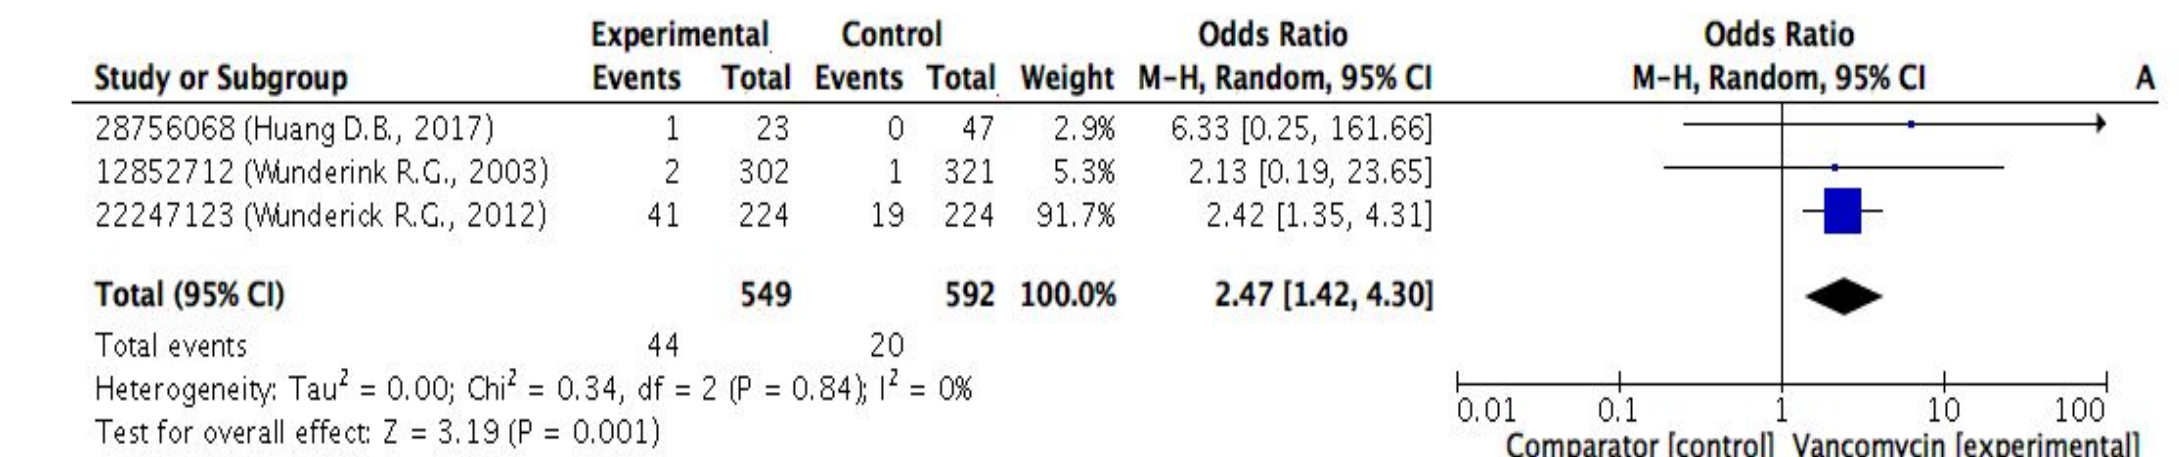 Experimental Control Odds Ratio Odds Ratio
Study or Subgroup Events Total Events Total Weight M-H, Random, 95% CI M-H, Random, 95% CI A
28756068 (Huang D.B., 2017) 1 23 0 47 2.9% 6.33 [0.25, 161.66]
12852712 (Wunderink R.G., 2003) 2 302 1 321 5.3% 2.13 [0.19, 23.65]
22247123 (Wunderick R.G., 2012) 41 224 19 224 91.7% 2.42 [1.35, 4.31]
Total (95% CI) 549 592 100.0% 2.47 [1.42, 4.30]
Total events 44 20
Heterogeneity: Tau² = 0.00; Chi² = 0.34, df = 2 (P = 0.84); I² = 0%
Test for overall effect: Z = 3.19 (P = 0.001)
0.01 0.1 1 10 100
Comparator [control] Vancomycin [experimental]